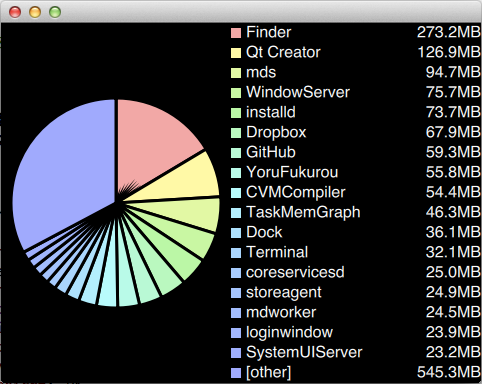 Finder 273.2MB
Qt Creator 126.9MB
mds 94.7MB
WindowServer 75.7MB
installd 73.7MB
Dropbox 67.9MB
GitHub 59.3MB
YoruFukurou 55.8MB
CVMCompiler 54.4MB
TaskMemGraph 46.3MB
Dock 36.1MB
Terminal 32.1MB
coreservicesd 25.0MB
storeagent 24.9MB
mdworker 24.5MB
loginwindow 23.9MB
SystemUIServer 23.2MB
[other] 545.3MB